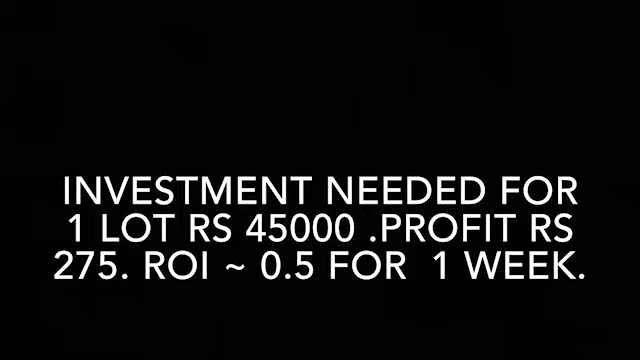 INVESTMENT NEEDED FOR
1 LOT RS 45000 .PROFIT RS
275. ROI ~ 0.5 FOR  1 WEEK.